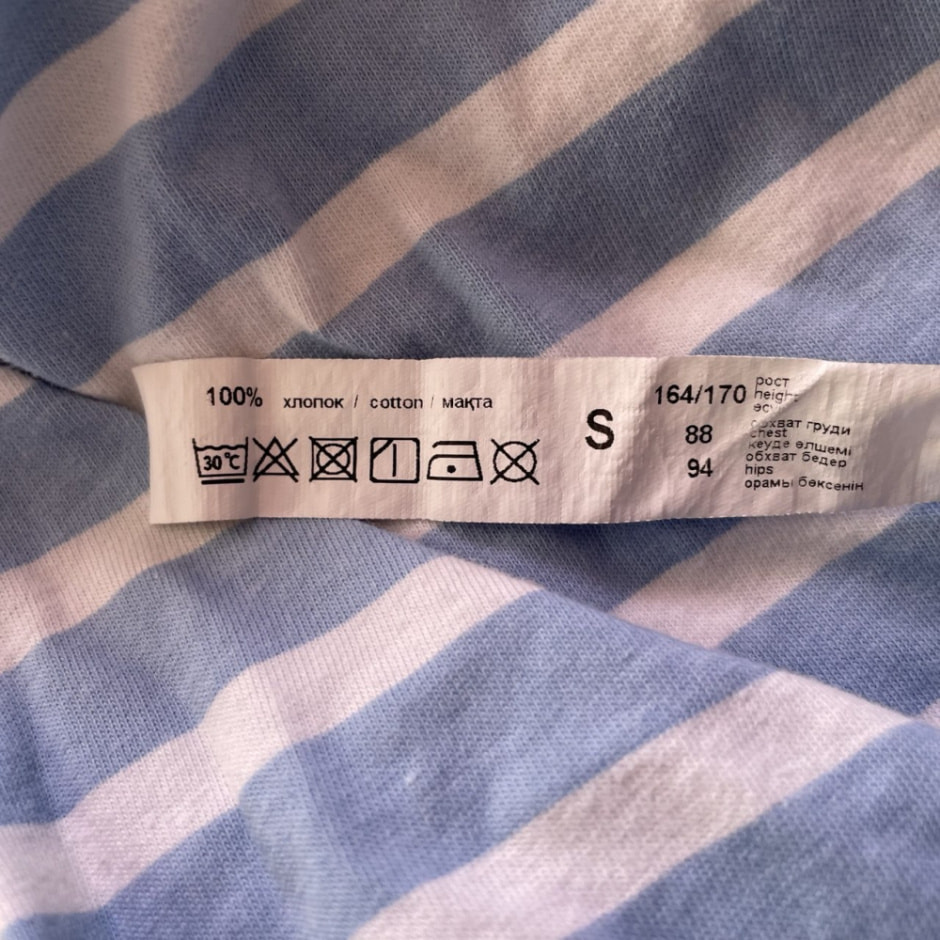 100% хлопок / cotton / мақта
30°C
S
164/170 рост
height
88 обхват груди
chest
кеуде өлшемі
94 обхват бедер
hips
орамы бөксенің